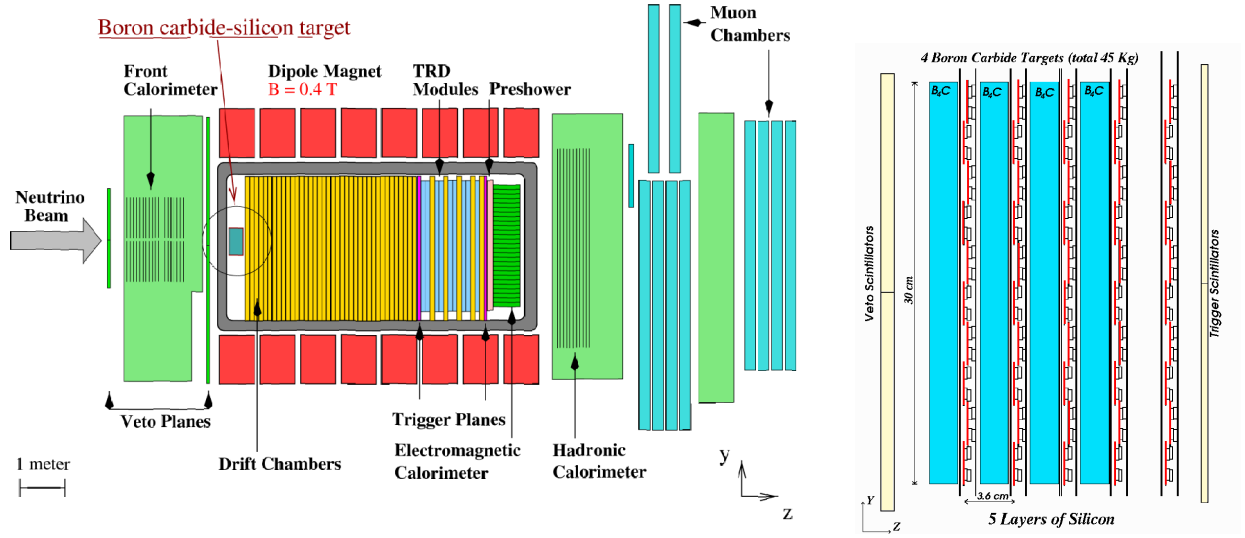 Boron carbide-silicon target
Front
Calorimeter
Dipole Magnet
B = 0.4 T
TRD
Modules
Preshower
Muon
Chambers
Neutrino
Beam
Veto Planes
1 meter
Drift Chambers
Trigger Planes
Electromagnetic
Calorimeter
Hadronic
Calorimeter
y
z
4 Boron Carbide Targets (total 45 Kg)
B₄C
B₄C
B₄C
B₄C
Veto Scintillators
30 cm
Trigger Scintillators
3.6 cm
Y
Z
5 Layers of Silicon